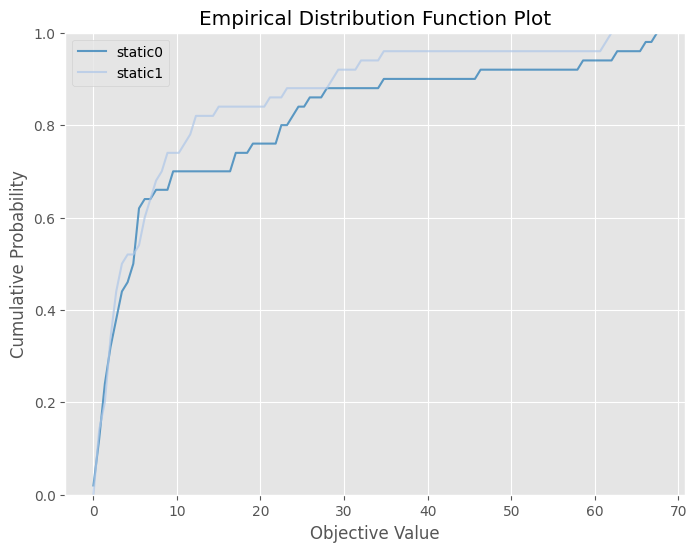 Empirical Distribution Function Plot
static0
static1
Cumulative Probability
1.0
0.8
0.6
0.4
0.2
0.0
0 10 20 30 40 50 60 70
Objective Value